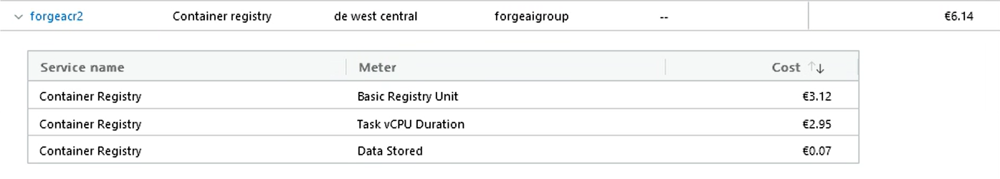 forgeacr2 Container registry de west central forgeaigroup -- €6.14
Service name Meter Cost ↑↓
Container Registry Basic Registry Unit €3.12
Container Registry Task vCPU Duration €2.95
Container Registry Data Stored €0.07